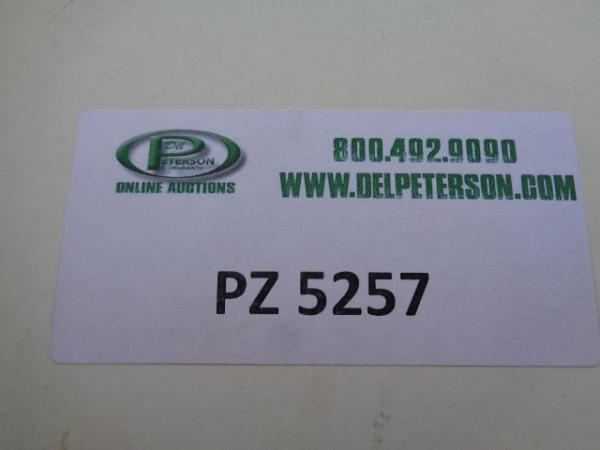 Del
PETERSON
ONLINE AUCTIONS
800.492.9090
WWW.DELPETERSON.COM
PZ 5257